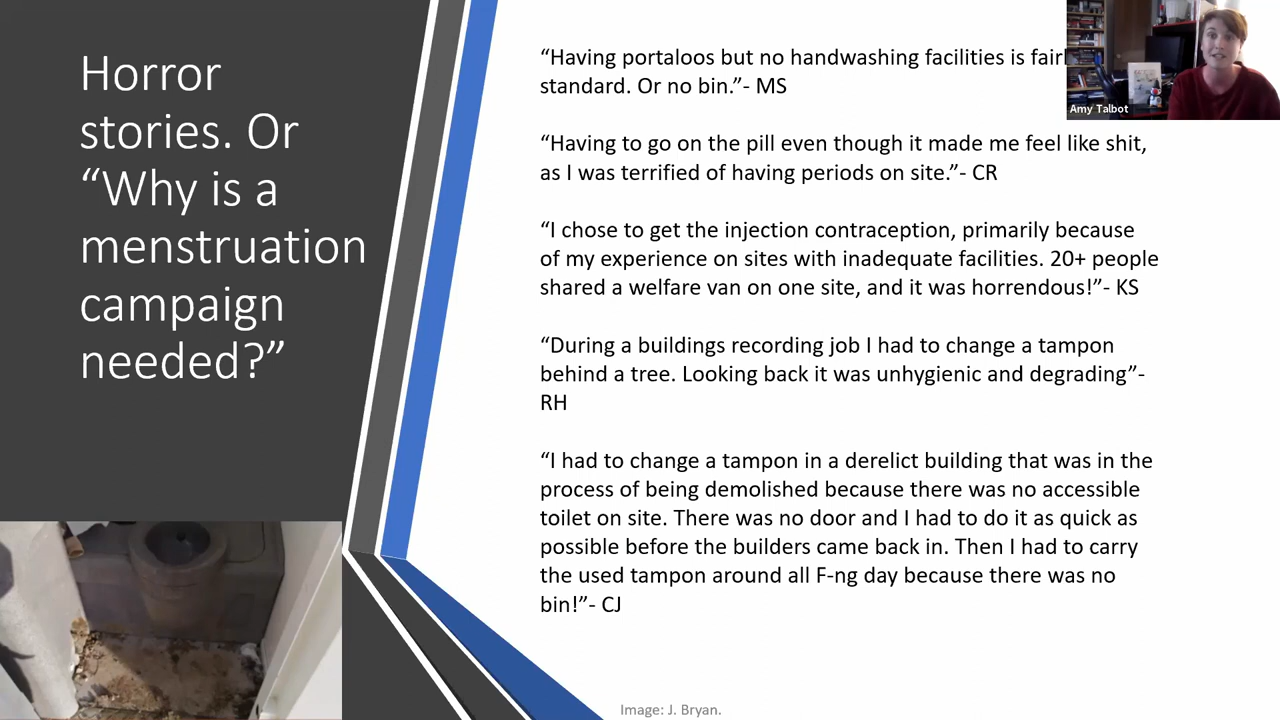 Horror
stories. Or
“Why is a
menstruation
campaign
needed?”
“Having portaloos but no handwashing facilities is
standard. Or no bin.”- MS
“Having to go on the pill even though it made me feel like shit,
as I was terrified of having periods on site.”- CR
“I chose to get the injection contraception, primarily because
of my experience on sites with inadequate facilities. 20+ people
shared a welfare van on one site, and it was horrendous!”- KS
“During a buildings recording job I had to change a tampon
behind a tree. Looking back it was unhygienic and degrading”-
RH
“I had to change a tampon in a derelict building that was in the
process of being demolished because there was no accessible
toilet on site. There was no door and I had to do it as quick as
possible before the builders came back in. Then I had to carry
the used tampon around all F-ng day because there was no
bin!”- CJ
Image: J. Bryan.
Amy Talbot